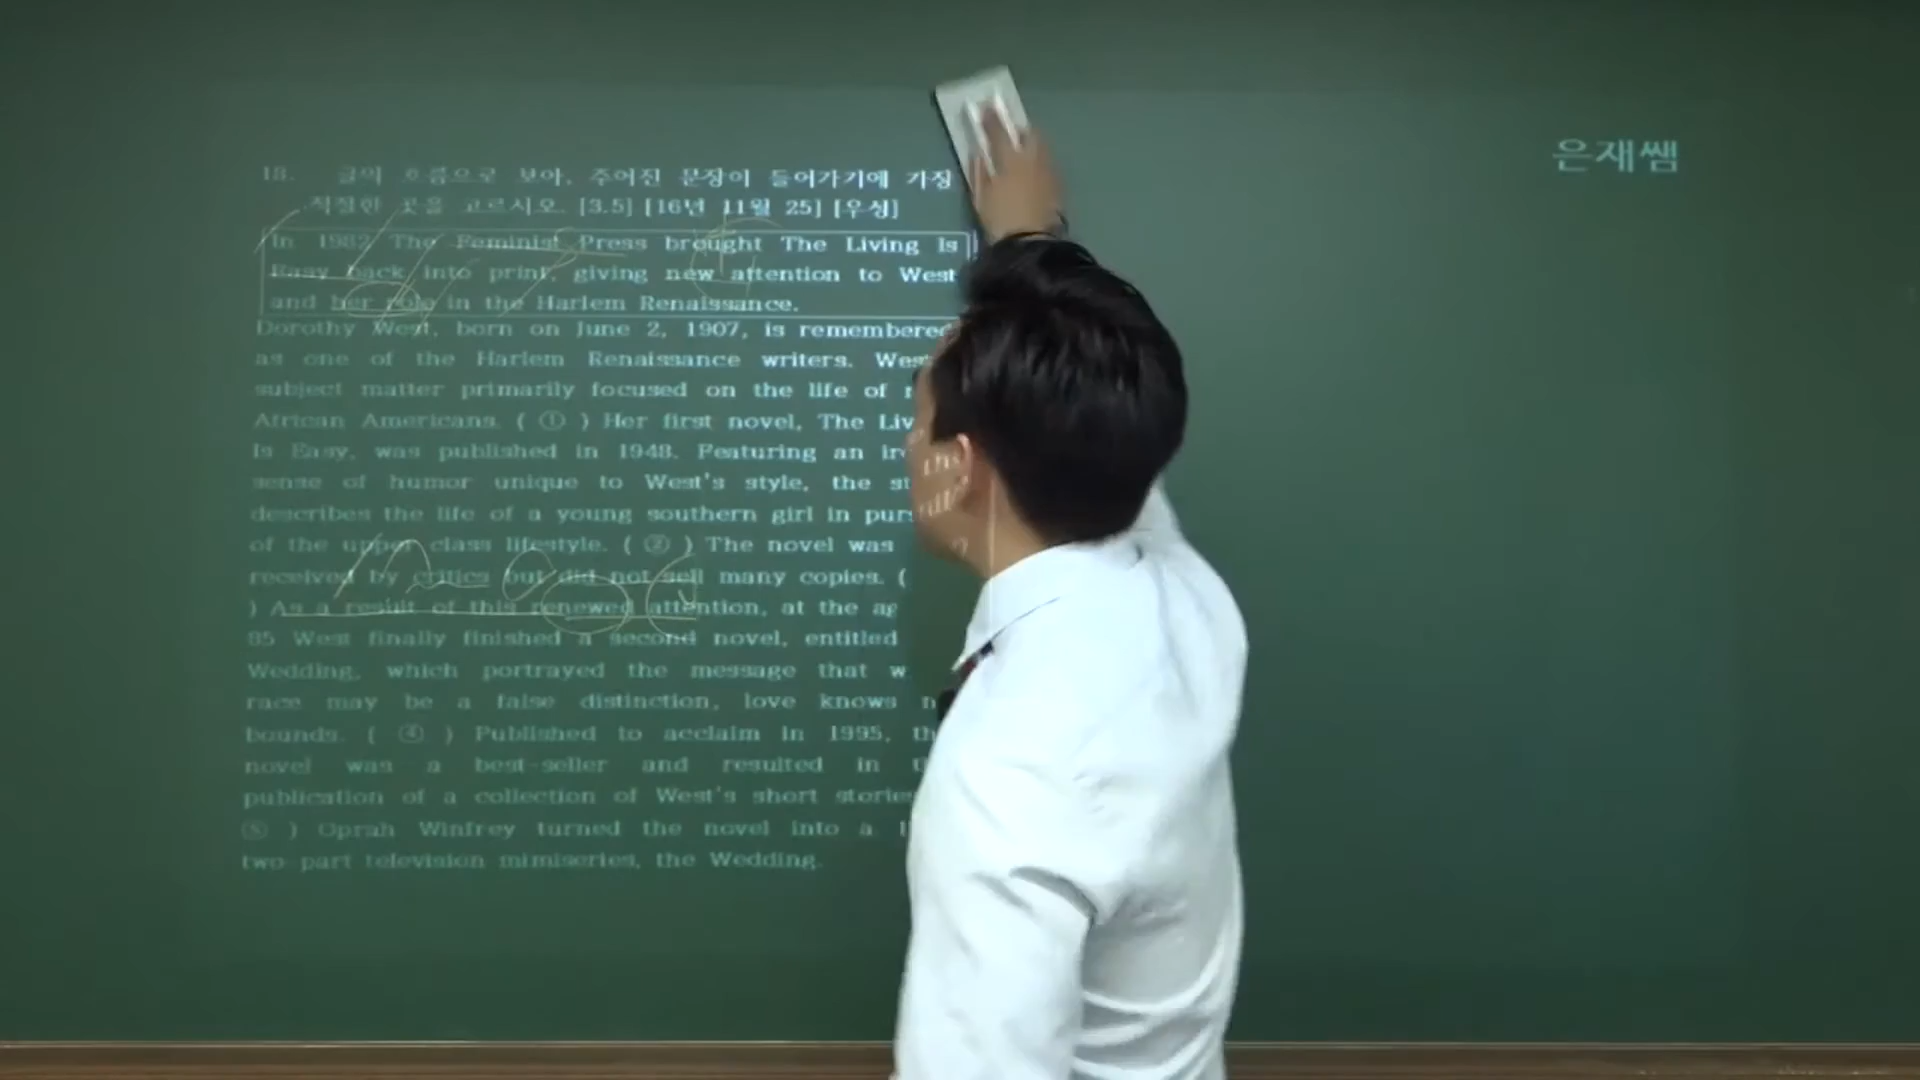 은재쌤
18. 글의 흐름으로 보아, 주어진 문장이 들어가기에 가장
적절한 곳을 고르시오. [3.5] [16년 11월 25] [우성]
In 1982 The Feminist Press brought The Living Is
Easy back into print, giving new attention to West
and her role in the Harlem Renaissance.
Dorothy West, born on June 2, 1907, is remembered
as one of the Harlem Renaissance writers.
subject matter primarily focused on the life of
African Americans. ( ① ) Her first novel, The
Is Easy, was published in 1948. Featuring an
sense of humor unique to West's style, the
describes the life of a young southern girl in
of the upper class lifestyle. ( ② ) The novel was
received by critics but did not sell many copies. (
) As a result of this renewed attention, at the
85 West finally finished a second novel, entitled
Wedding, which portrayed the message that
race may be a false distinction, love knows
bounds. ( ④ ) Published to acclaim in 1995,
novel was a best-seller and resulted in
publication of a collection of West's short
⑤ ) Oprah Winfrey turned the novel into a
two part television mimiseries, the Wedding.